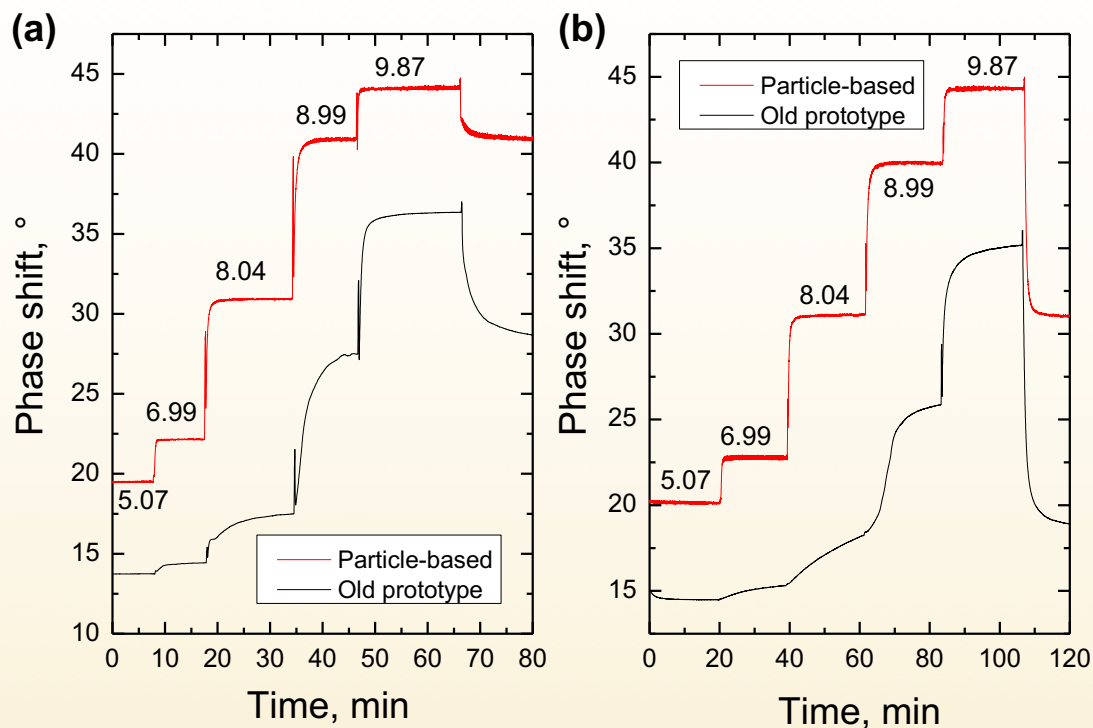 (a)
Phase shift, °
45
40
35
30
25
20
15
10
5.07
6.99
8.04
8.99
9.87
Particle-based
Old prototype
0 10 20 30 40 50 60 70 80
Time, min
(b)
Phase shift, °
45
40
35
30
25
20
15
Particle-based
Old prototype
5.07
6.99
8.04
8.99
9.87
0 20 40 60 80 100 120
Time, min